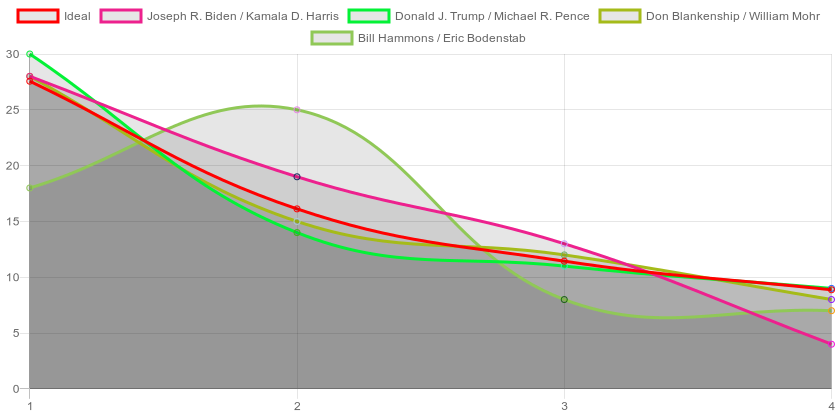 Ideal Joseph R. Biden / Kamala D. Harris Donald J. Trump / Michael R. Pence Don Blankenship / William Mohr
Bill Hammons / Eric Bodenstab
30
25
20
15
10
5
0
1 2 3 4